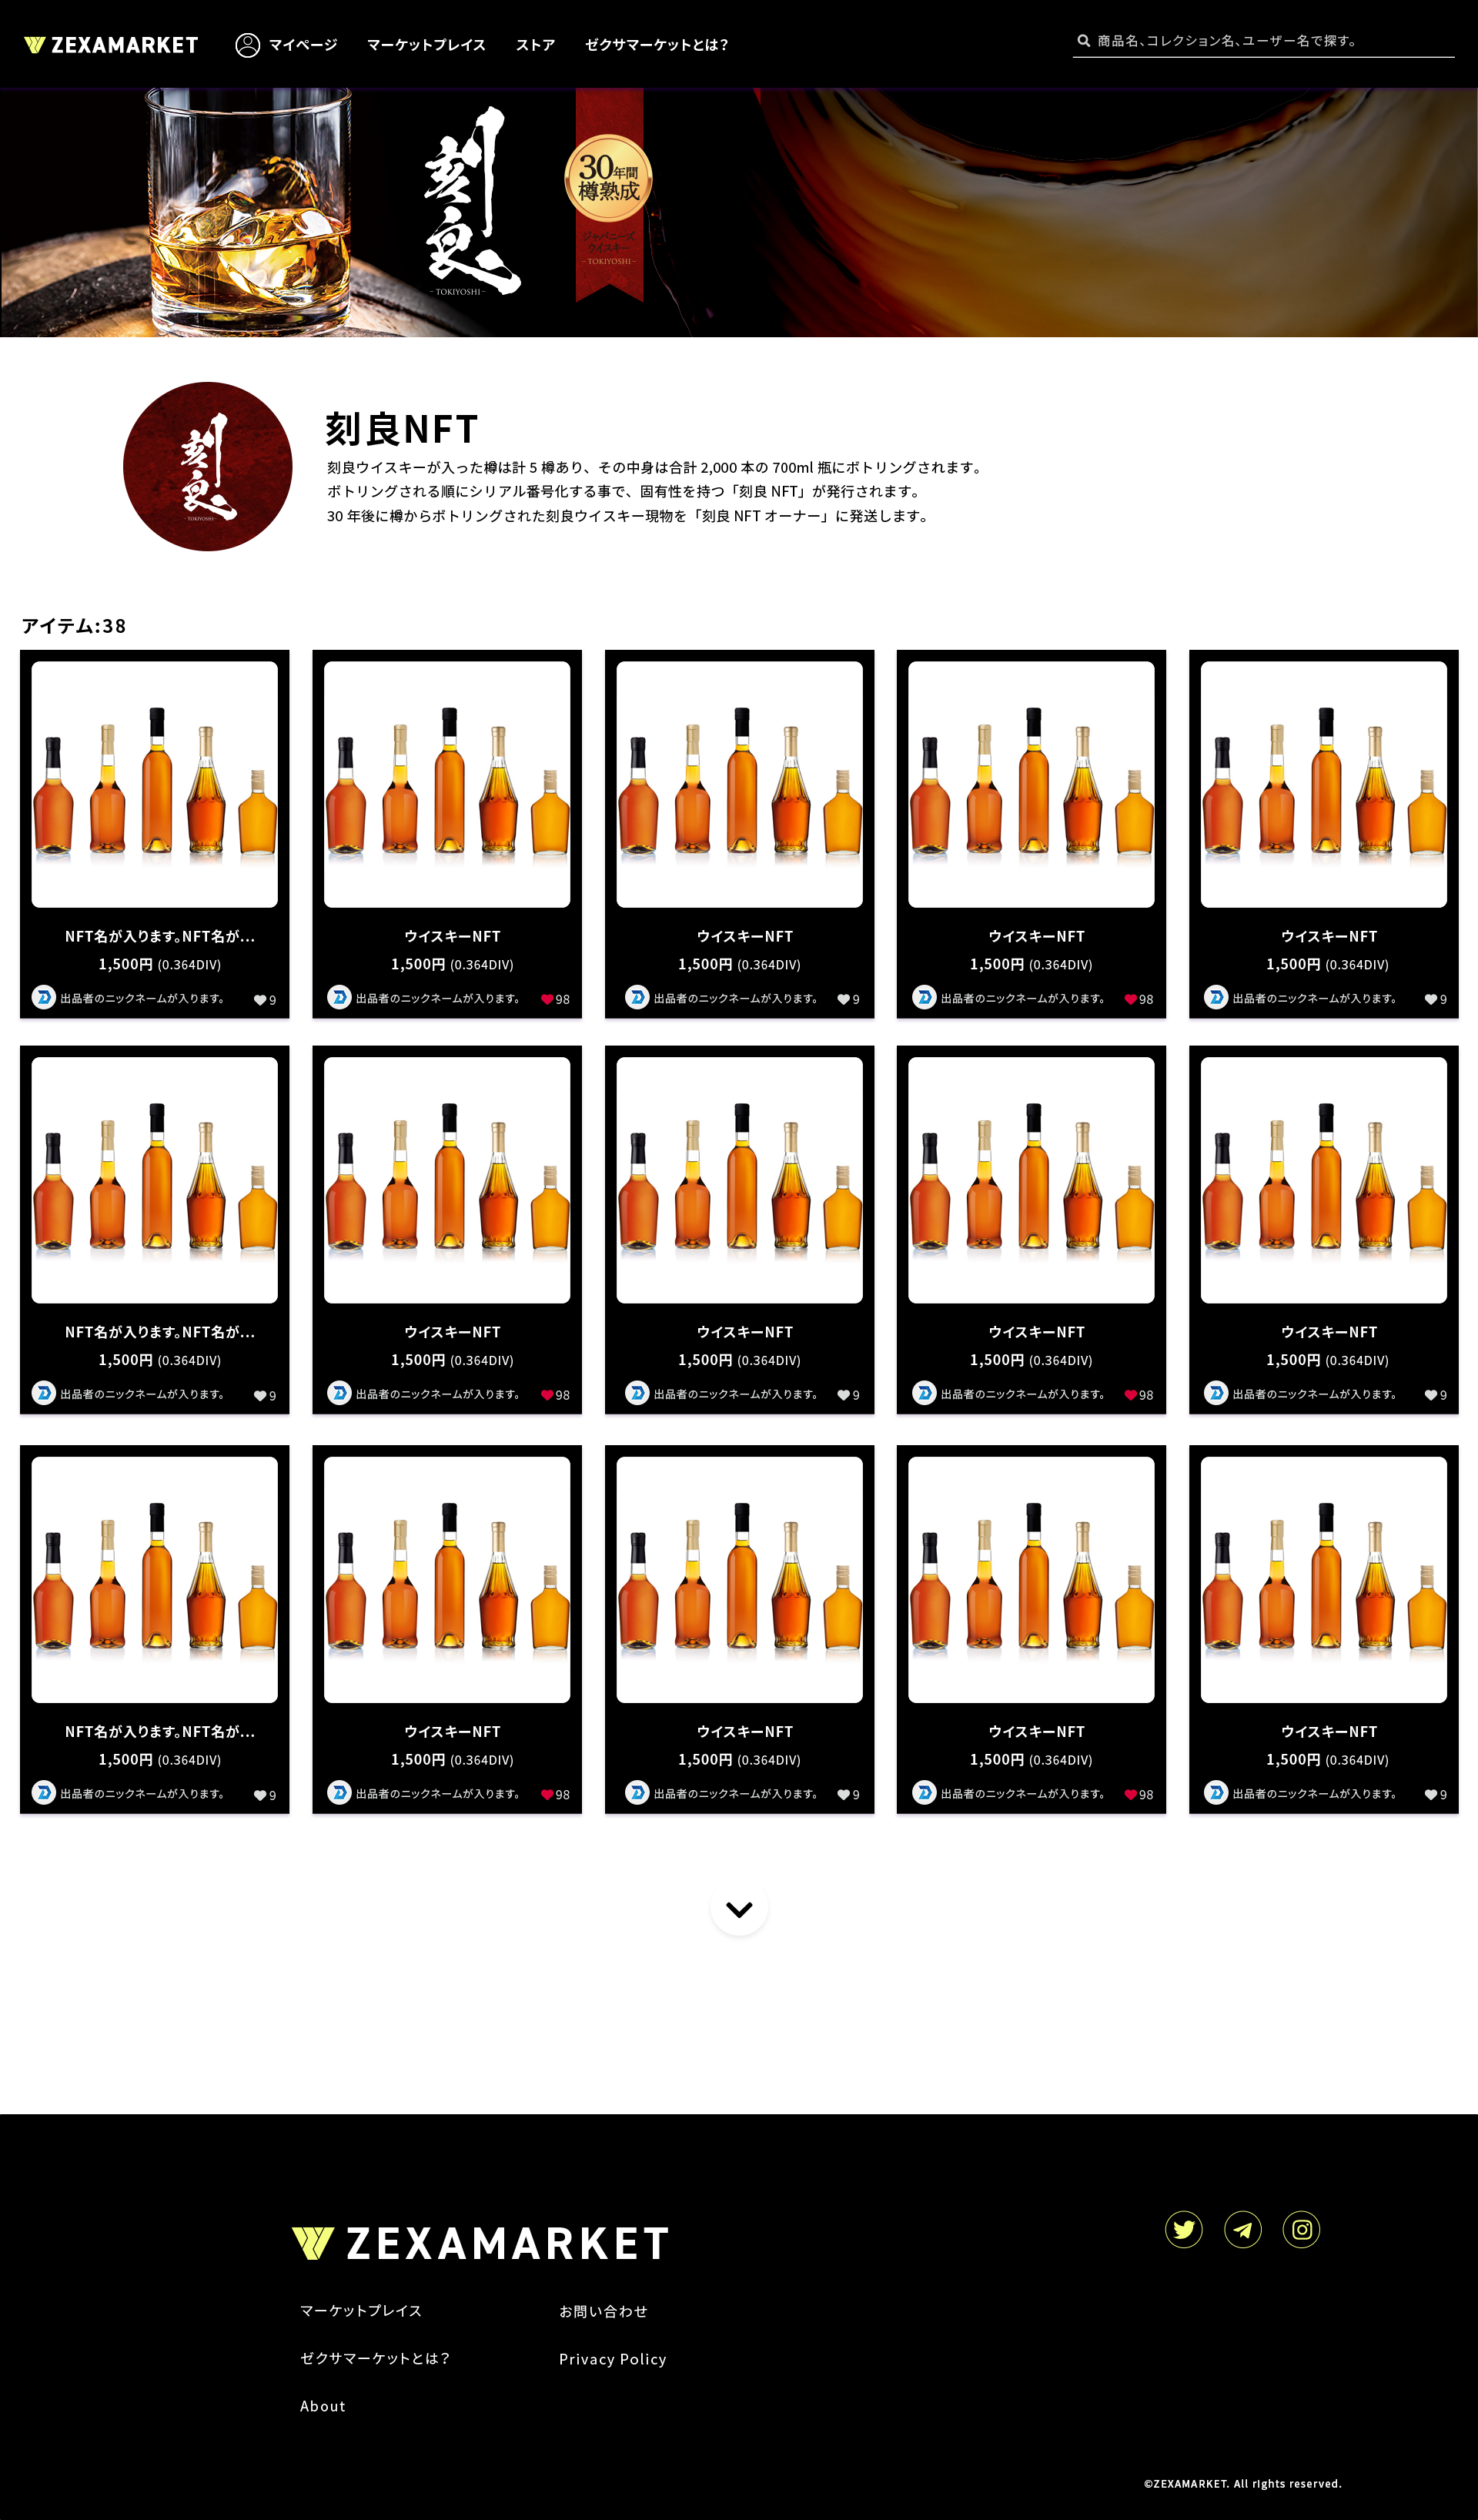 ZEXAMARKET
マイページ
マーケットプレイス
ストア
ゼクサマーケットとは？
商品名、コレクション名、ユーザー名で探す。
刻良
- TOKIYOSHI -
30年間
樽熟成
ジャパニーズ
ウイスキー
- TOKIYOSHI -
刻良
- TOKIYOSHI -
刻良NFT
刻良ウイスキーが入った樽は計 5 樽あり、その中身は合計 2,000 本の 700ml 瓶にボトリングされます。
ボトリングされる順にシリアル番号化する事で、固有性を持つ「刻良 NFT」が発行されます。
30 年後に樽からボトリングされた刻良ウイスキー現物を「刻良 NFT オーナー」に発送します。
アイテム:38
NFT名が入ります。NFT名が...
1,500円 (0.364DIV)
出品者のニックネームが入ります。 9
ウイスキーNFT
1,500円 (0.364DIV)
出品者のニックネームが入ります。 98
ウイスキーNFT
1,500円 (0.364DIV)
出品者のニックネームが入ります。 9
ウイスキーNFT
1,500円 (0.364DIV)
出品者のニックネームが入ります。 98
ウイスキーNFT
1,500円 (0.364DIV)
出品者のニックネームが入ります。 9
NFT名が入ります。NFT名が...
1,500円 (0.364DIV)
出品者のニックネームが入ります。 9
ウイスキーNFT
1,500円 (0.364DIV)
出品者のニックネームが入ります。 98
ウイスキーNFT
1,500円 (0.364DIV)
出品者のニックネームが入ります。 9
ウイスキーNFT
1,500円 (0.364DIV)
出品者のニックネームが入ります。 98
ウイスキーNFT
1,500円 (0.364DIV)
出品者のニックネームが入ります。 9
NFT名が入ります。NFT名が...
1,500円 (0.364DIV)
出品者のニックネームが入ります。 9
ウイスキーNFT
1,500円 (0.364DIV)
出品者のニックネームが入ります。 98
ウイスキーNFT
1,500円 (0.364DIV)
出品者のニックネームが入ります。 9
ウイスキーNFT
1,500円 (0.364DIV)
出品者のニックネームが入ります。 98
ウイスキーNFT
1,500円 (0.364DIV)
出品者のニックネームが入ります。 9
ZEXAMARKET
マーケットプレイス
お問い合わせ
ゼクサマーケットとは？
Privacy Policy
About
©ZEXAMARKET. All rights reserved.